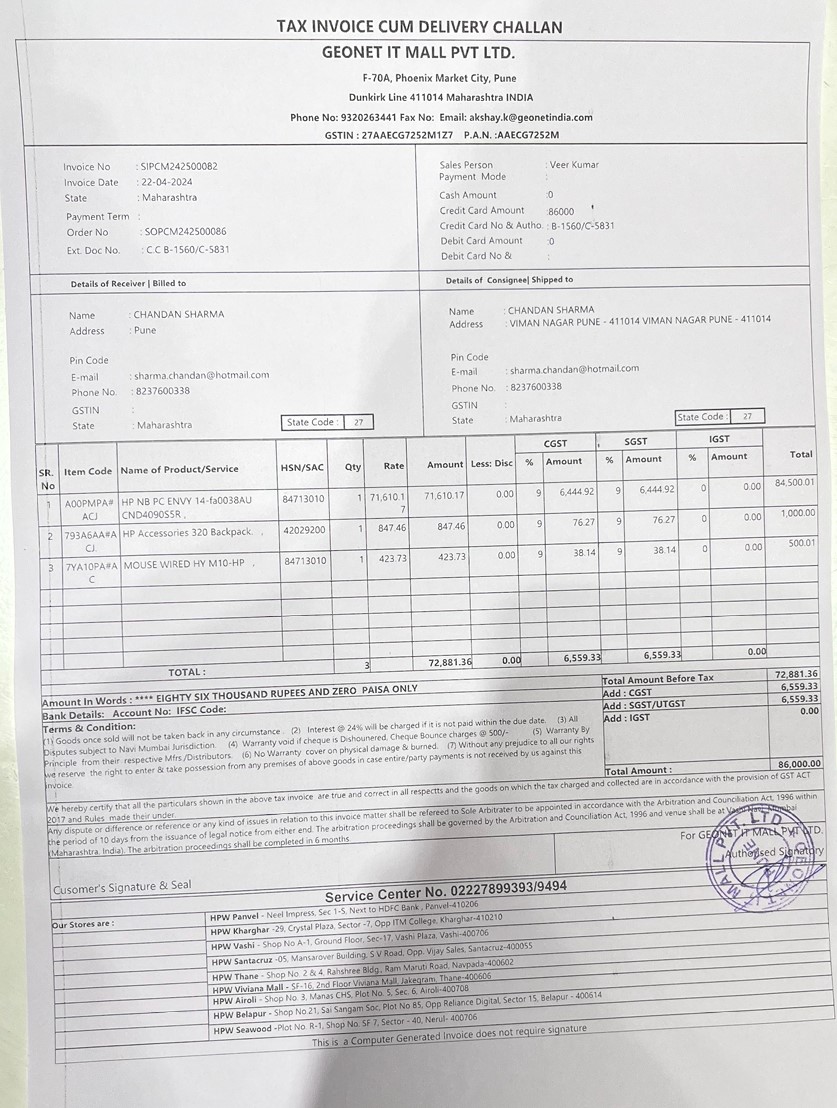 TAX INVOICE CUM DELIVERY CHALLAN
GEONET IT MALL PVT LTD.
F-70A, Phoenix Market City, Pune
Dunkirk Line 411014 Maharashtra INDIA
Phone No: 9320263441 Fax No: Email: akshay.k@geonetindia.com
GSTIN : 27AAECG7252M1Z7 P.A.N. :AAECG7252M
Invoice No : SIPCM242500082
Invoice Date : 22-04-2024
State : Maharashtra
Payment Term :
Order No : SOPCM242500086
Ext. Doc No. : C.C B-1560/C-5831
Sales Person : Veer Kumar
Payment Mode :
Cash Amount :0
Credit Card Amount :86000
Credit Card No & Autho. : B-1560/C-5831
Debit Card Amount :0
Debit Card No & :
Details of Receiver | Billed to
Name : CHANDAN SHARMA
Address : Pune
Pin Code
E-mail : sharma.chandan@hotmail.com
Phone No. : 8237600338
GSTIN :
State : Maharashtra
State Code : 27
Details of Consignee| Shipped to
Name : CHANDAN SHARMA
Address : VIMAN NAGAR PUNE - 411014 VIMAN NAGAR PUNE - 411014
Pin Code
E-mail : sharma.chandan@hotmail.com
Phone No. : 8237600338
GSTIN :
State : Maharashtra
State Code : 27
SR. No Item Code Name of Product/Service HSN/SAC Qty Rate Amount Less: Disc CGST % Amount SGST % Amount IGST % Amount Total
1 A00PMPA# HP NB PC ENVY 14-fa0038AU 84713010 1 71,610.1 71,610.17 0.00 9 6,444.92 9 6,444.92 0 0.00 84,500.01
ACJ CND4090S5R , 7
2 793A6AA#A HP Accessories 320 Backpack. , 42029200 1 847.46 847.46 0.00 9 76.27 9 76.27 0 0.00 1,000.00
CJ
3 7YA10PA#A MOUSE WIRED HY M10-HP , 84713010 1 423.73 423.73 0.00 9 38.14 9 38.14 0 0.00 500.01
C
TOTAL : 3 72,881.36 0.00 6,559.33 6,559.33 0.00
Amount In Words : **** EIGHTY SIX THOUSAND RUPEES AND ZERO PAISA ONLY
Bank Details: Account No: IFSC Code:
Terms & Condition:
(1) Goods once sold will not be taken back in any circumstance (2) Interest @ 24% will be charged if it is not paid within the due date. (3) All
Disputes subject to Navi Mumbai Jurisdiction. (4) Warranty void if cheque is Dishounered, Cheque Bounce charges @ 500/- (5) Warranty By
Principle from their respective Mfrs./Distributors. (6) No Warranty cover on physical damage & burned. (7) Without any prejudice to all our rights
we reserve the right to enter & take possession from any premises of above goods in case entire/party payments is not received by us against this
invoice.
Total Amount Before Tax 72,881.36
Add : CGST 6,559.33
Add : SGST/UTGST 6,559.33
Add : IGST 0.00
Total Amount : 86,000.00
We hereby certify that all the particulars shown in the above tax invoice are true and correct in all respectts and the goods on which the tax charged and collected are in accordance with the provision of GST ACT
2017 and Rules made their under.
Any dispute or difference or reference or any kind of issues in relation to this invoice matter shall be refereed to Sole Arbitrater to be appointed in accordance with the Arbitration and Councilliation Act, 1996 within
the period of 10 days from the issuance of legal notice from either end. The arbitration proceedings shall be governed by the Arbitration and Councilliation Act, 1996 and venue shall be at Vashi Navi Mumbai
(Maharashtra, India). The arbitration proceedings shall be completed in 6 months.
For GEONET IT MALL PVT LTD.
Authorised Signatory
Cusomer's Signature & Seal
Service Center No. 02227899393/9494
Our Stores are :
HPW Panvel - Neel Impress, Sec 1-S, Next to HDFC Bank , Panvel-410206
HPW Kharghar -29, Crystal Plaza, Sector -7, Opp ITM College, Kharghar-410210
HPW Vashi - Shop No A-1, Ground Floor, Sec-17, Vashi Plaza, Vashi-400706
HPW Santacruz -05, Mansarover Building, S V Road, Opp. Vijay Sales, Santacruz-400055
HPW Thane - Shop No. 2 & 4, Rahshree Bldg., Ram Maruti Road, Navpada-400602
HPW Viviana Mall - SF-16, 2nd Floor Viviana Mall, Jakegram, Thane-400606
HPW Airoli - Shop No. 3, Manas CHS, Plot No. 5, Sec. 6, Airoli-400708
HPW Belapur - Shop No 21, Sai Sangam Soc, Plot No 85, Opp Reliance Digital, Sector 15, Belapur - 400614
HPW Seawood -Plot No. R-1, Shop No. SF 7, Sector - 40, Nerul- 400706
This is a Computer Generated Invoice does not require signature